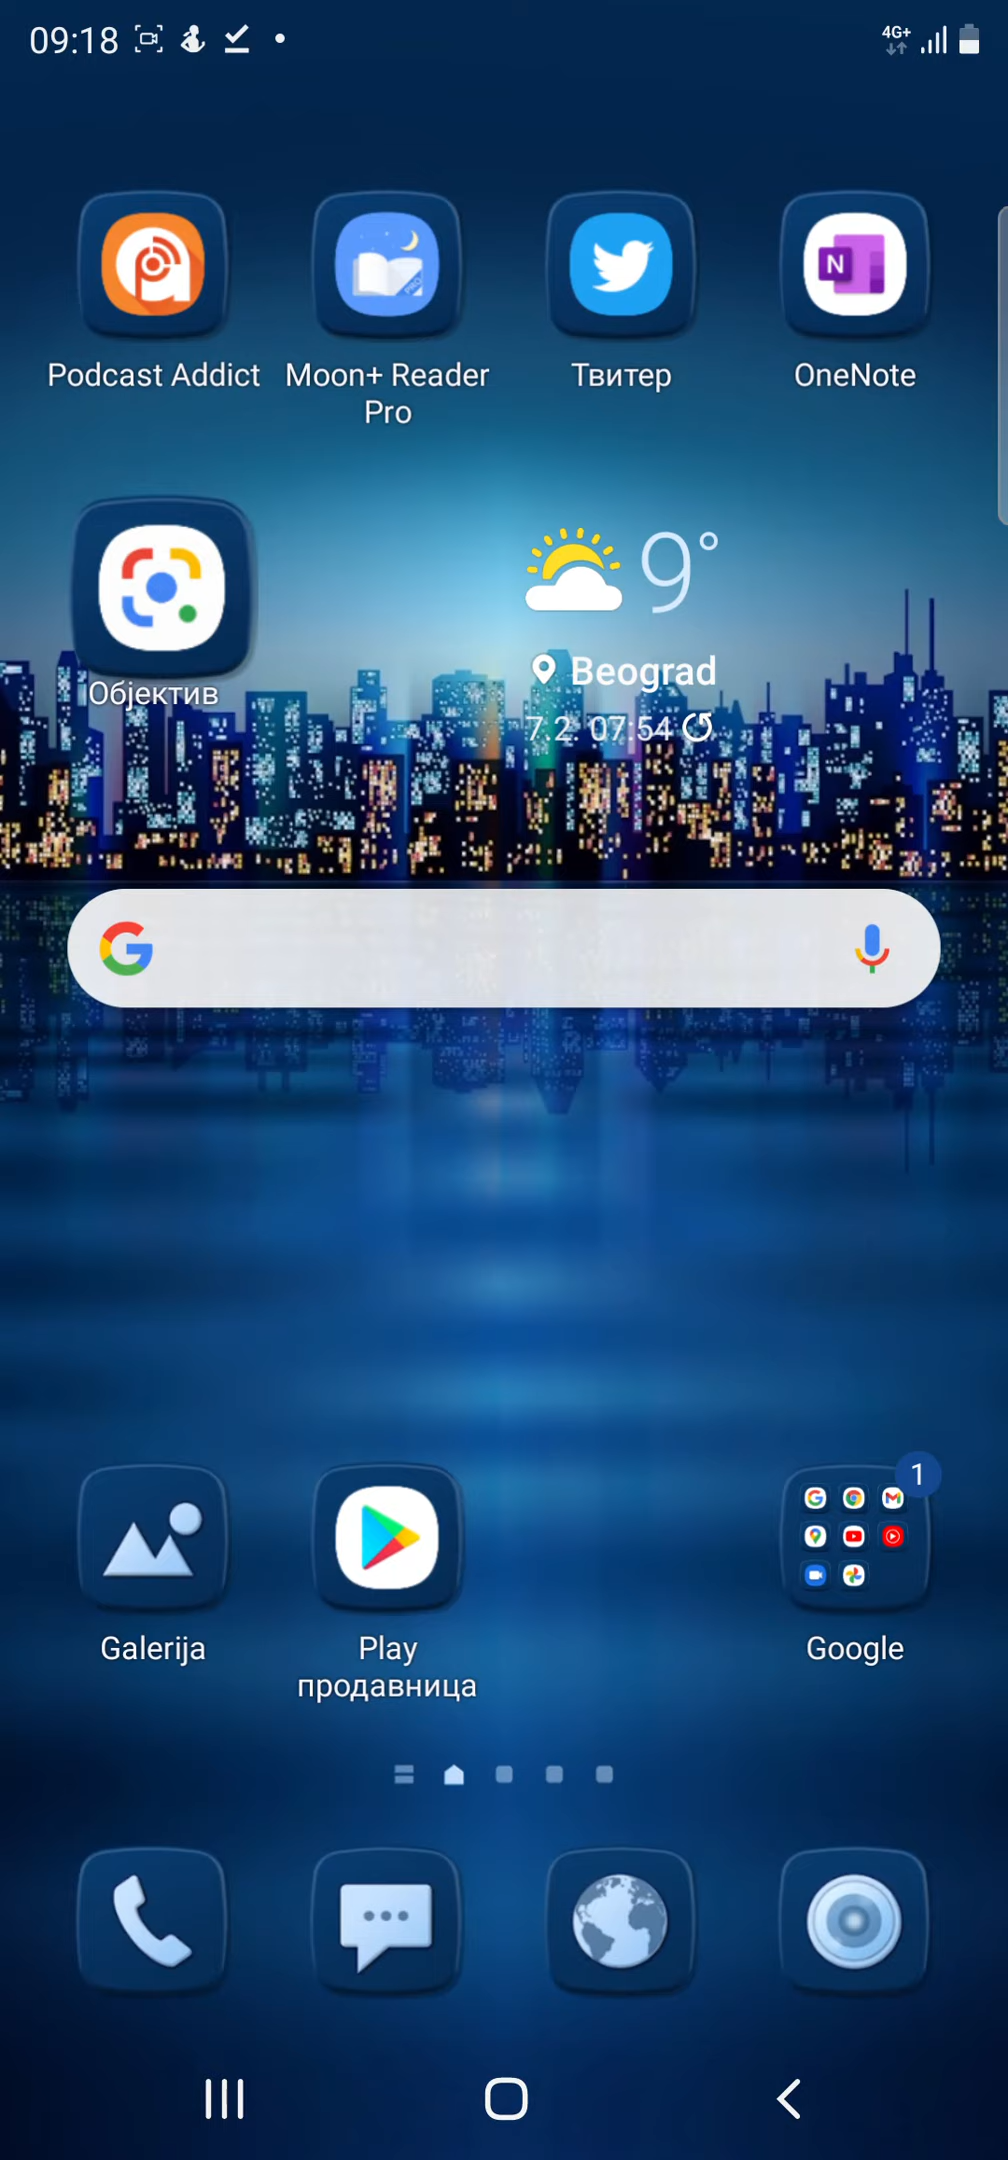 09:18
4G+
Podcast Addict
Moon+ Reader
Pro
Твитер
OneNote
N
PRO
Објектив
9°
Beograd
7.2. 07:54
1
Galerija
Play
продавница
Google